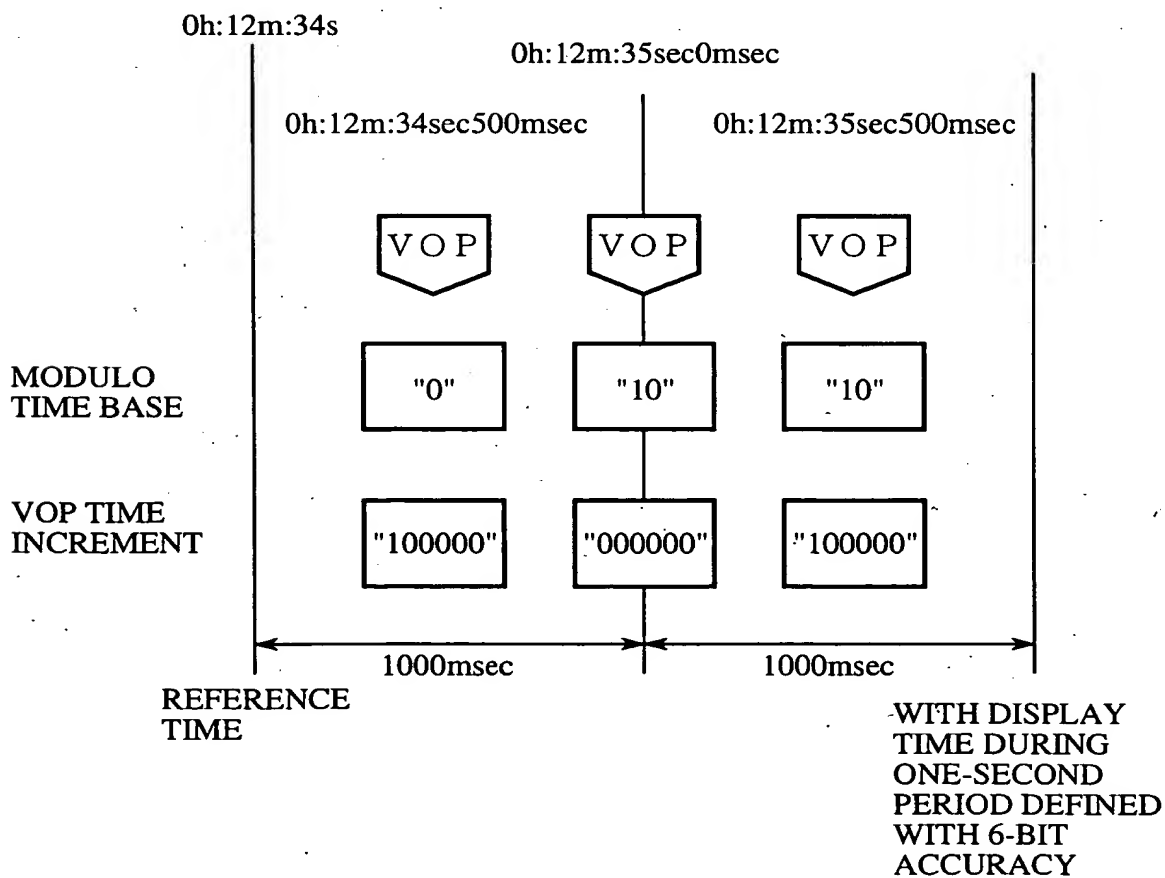 0h:12m:34s
0h:12m:35sec0msec
0h:12m:34sec500msec
0h:12m:35sec500msec
VOP
VOP
VOP
MODULO
TIME BASE
"0"
"10"
"10"
VOP TIME
INCREMENT
"100000"
"000000"
"100000"
1000msec
1000msec
REFERENCE
TIME
WITH DISPLAY
TIME DURING
ONE-SECOND
PERIOD DEFINED
WITH 6-BIT
ACCURACY